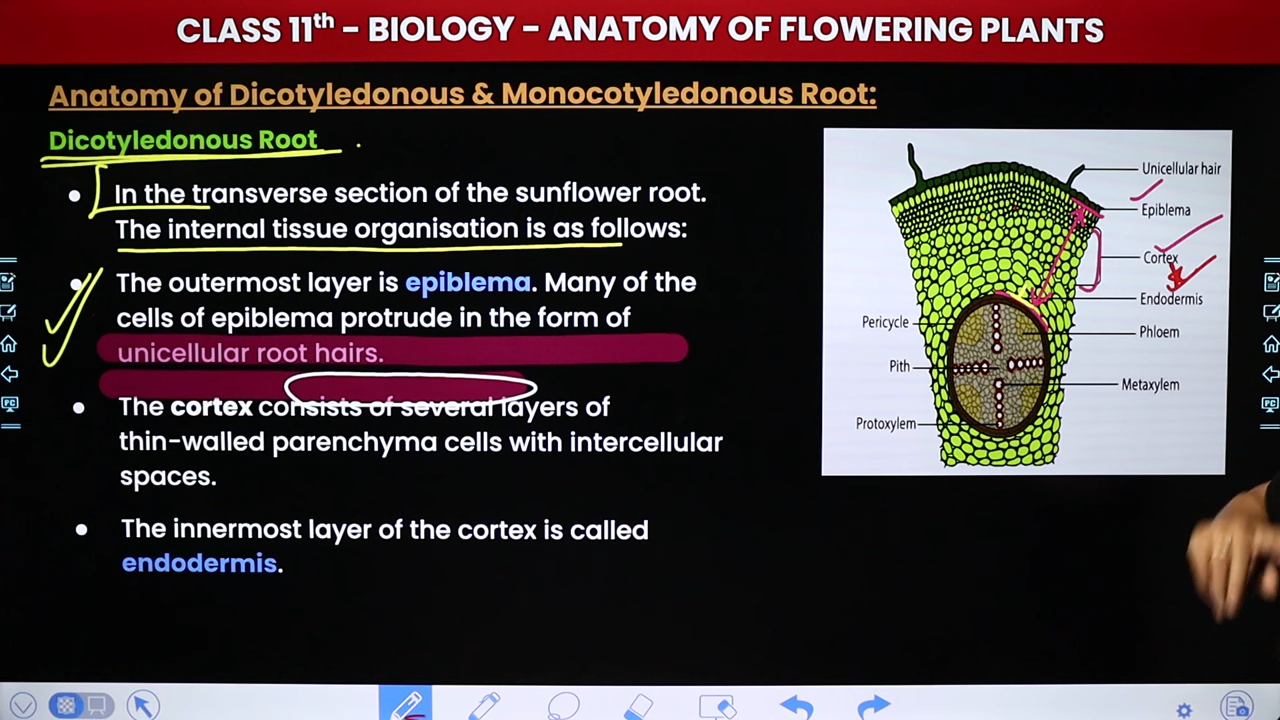 CLASS 11th – BIOLOGY – ANATOMY OF FLOWERING PLANTS
Anatomy of Dicotyledonous & Monocotyledonous Root:
Dicotyledonous Root
• In the transverse section of the sunflower root.
The internal tissue organisation is as follows:
• The outermost layer is epiblema. Many of the
cells of epiblema protrude in the form of
unicellular root hairs.
• The cortex consists of several layers of
thin-walled parenchyma cells with intercellular
spaces.
• The innermost layer of the cortex is called
endodermis.
Unicellular hair
Epiblema
Cortex
Endodermis
Pericycle
Phloem
Pith
Metaxylem
Protoxylem
PC
PC